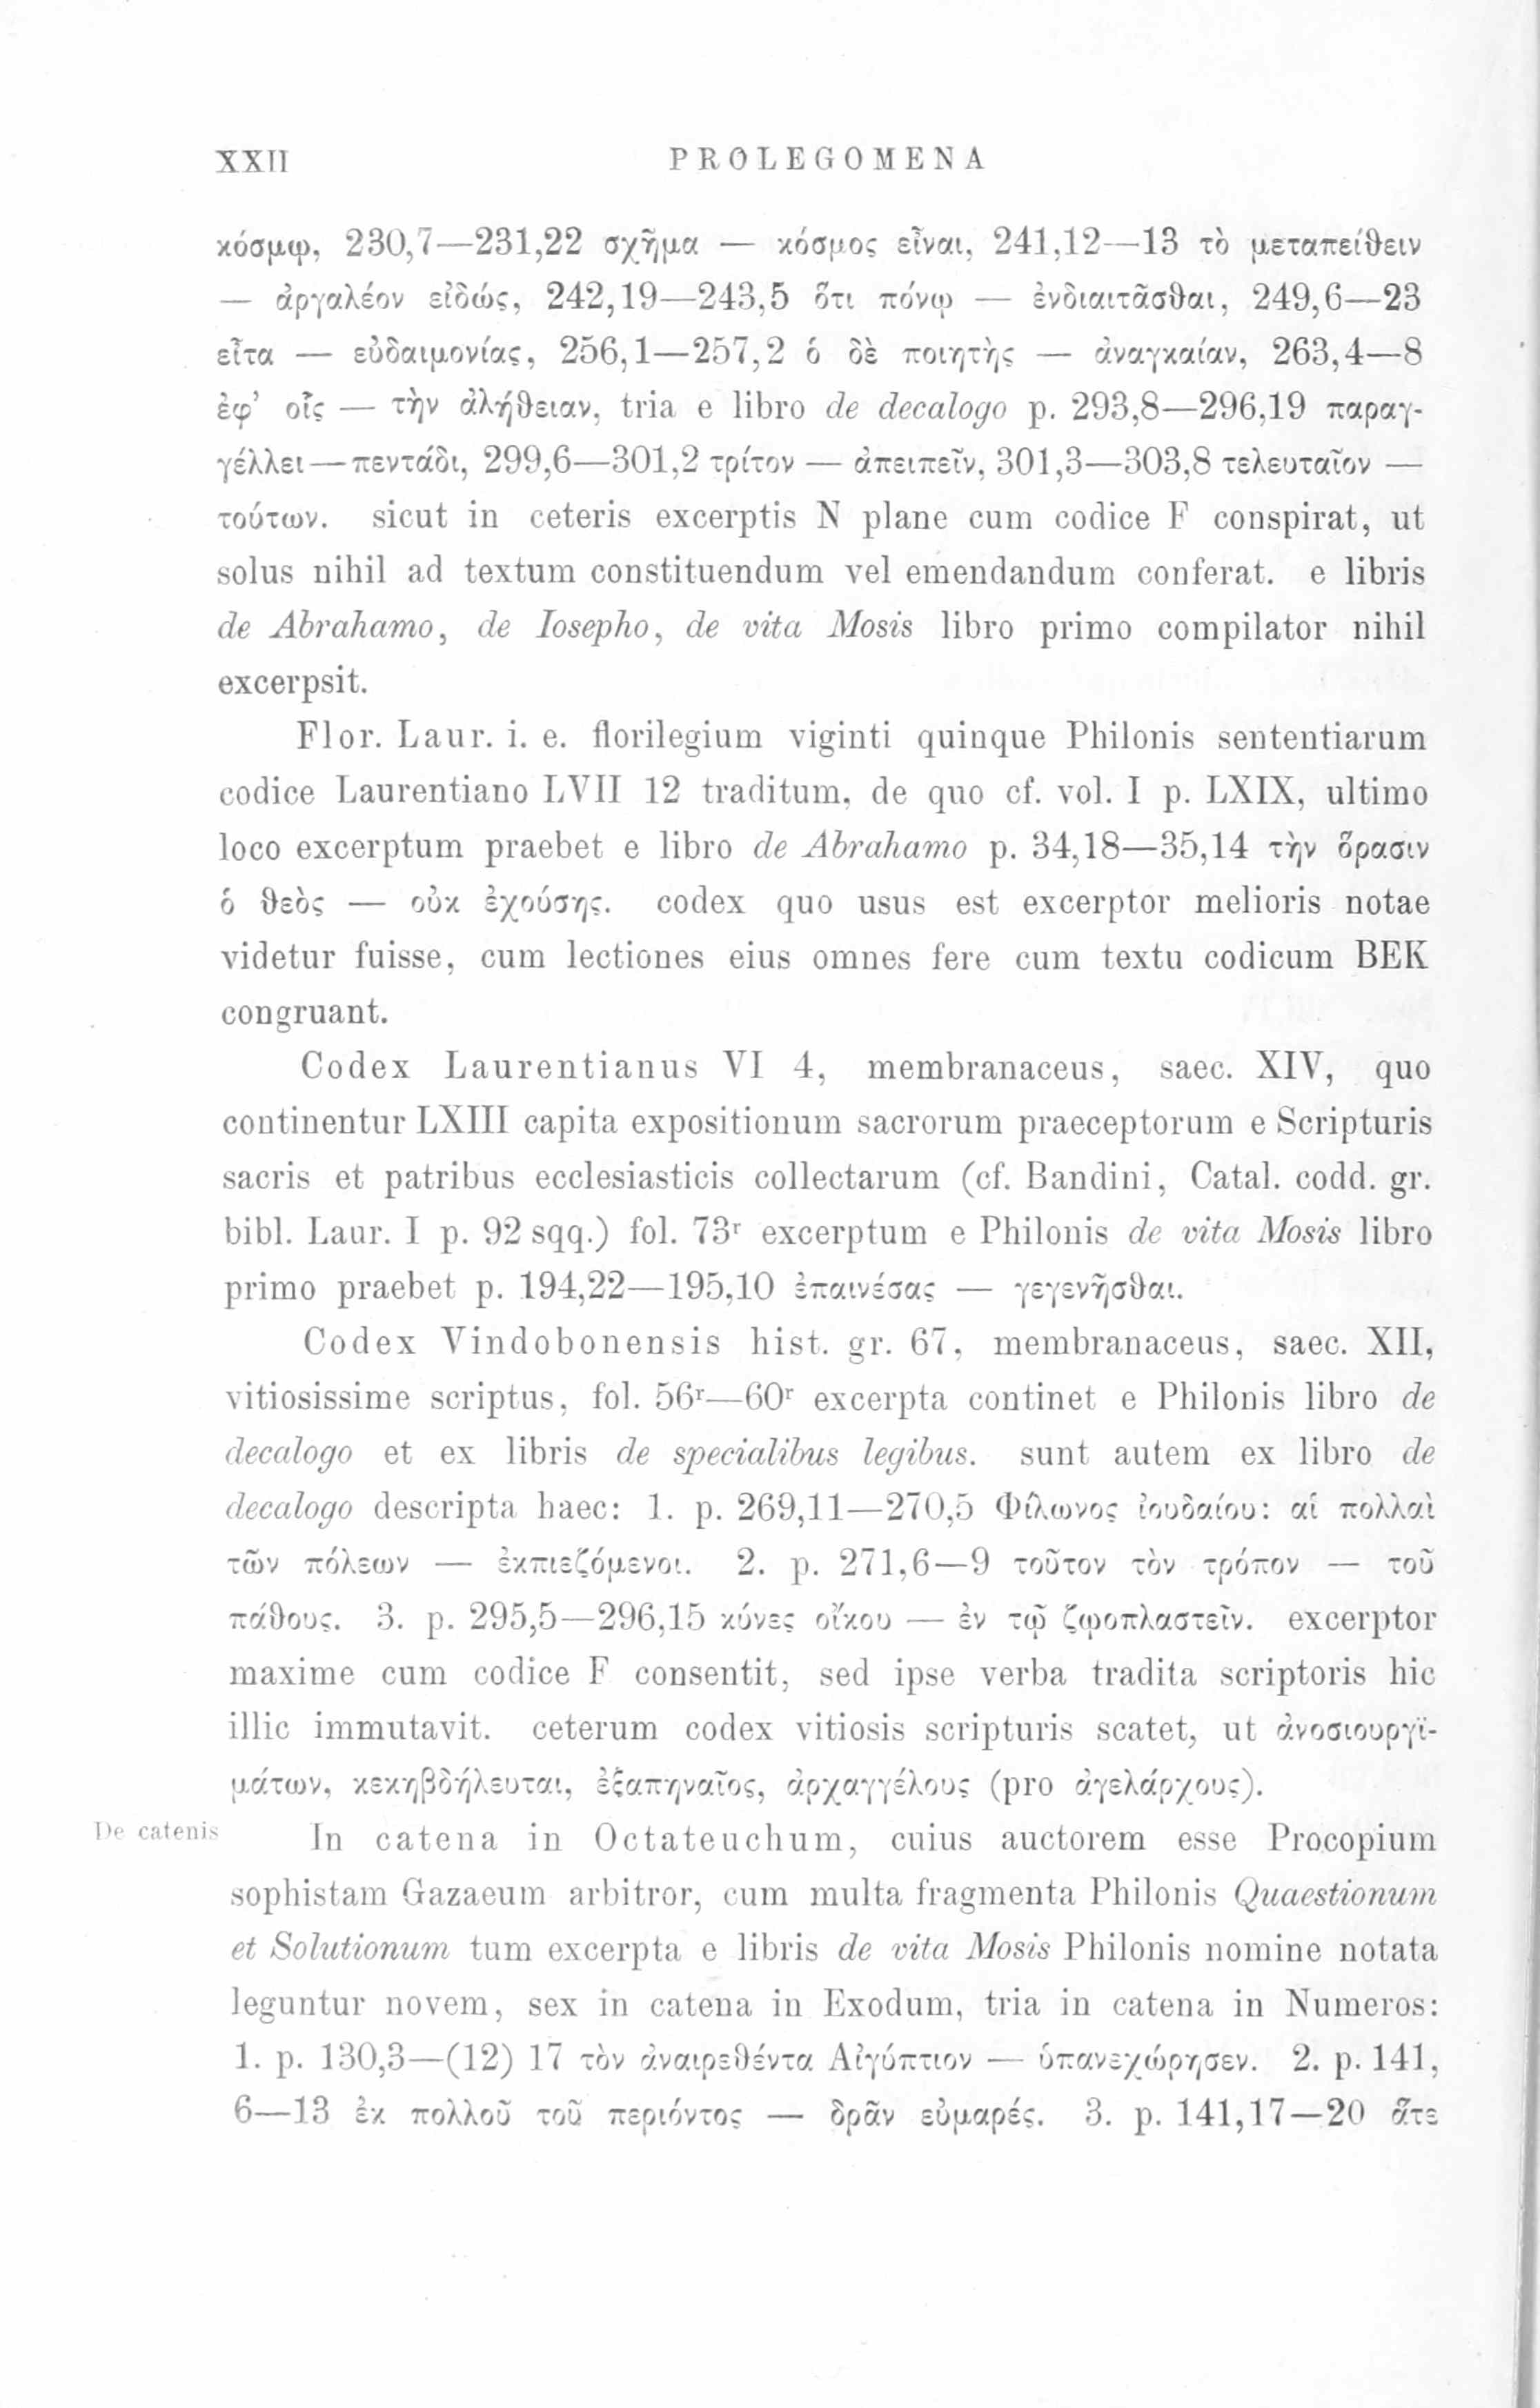 XXII PROLEGOMENA
κόσμῳ, 230,7—231,22 σχῆμα — κόσμος εἶναι, 241,12—13 τὸ μεταπείθειν
— ἀργαλέον εἰδώς, 242,19—243,5 ὅτι πόνῳ — ἐνδιαιτᾶσθαι, 249,6—23
εἶτα — εὐδαιμονίας, 256,1—257,2 ὁ δὲ ποιητὴς — ἀναγκαίαν, 263,4—8
ἐφ’ οἷς — τὴν ἀλήθειαν, tria e libro de decalogo p. 293,8—296,19 παραγ-
γέλλει — πεντάδι, 299,6—301,2 τρίτον — ἀπειπεῖν, 301,3—303,8 τελευταῖον —
τούτων. sicut in ceteris excerptis N plane cum codice F conspirat, ut
solus nihil ad textum constituendum vel emendandum conferat. e libris
de Abrahamo, de Iosepho, de vita Mosis libro primo compilator nihil
excerpsit.
Flor. Laur. i. e. florilegium viginti quinque Philonis sententiarum
codice Laurentiano LVII 12 traditum, de quo cf. vol. I p. LXIX, ultimo
loco excerptum praebet e libro de Abrahamo p. 34,18—35,14 τὴν ὅρασιν
ὁ θεὸς — οὐκ ἐχούσης. codex quo usus est excerptor melioris notae
videtur fuisse, cum lectiones eius omnes fere cum textu codicum BEK
congruant.
Codex Laurentianus VI 4, membranaceus, saec. XIV, quo
continentur LXIII capita expositionum sacrorum praeceptorum e Scripturis
sacris et patribus ecclesiasticis collectarum (cf. Bandini, Catal. codd. gr.
bibl. Laur. I p. 92 sqq.) fol. 73ʳ excerptum e Philonis de vita Mosis libro
primo praebet p. 194,22—195,10 ἐπαινέσας — γεγενῆσθαι.
Codex Vindobonensis hist. gr. 67, membranaceus, saec. XII,
vitiosissime scriptus, fol. 56ʳ—60ʳ excerpta continet e Philonis libro de
decalogo et ex libris de specialibus legibus. sunt autem ex libro de
decalogo descripta haec: 1. p. 269,11—270,5 Φίλωνος ἰουδαίου: αἱ πολλαὶ
τῶν πόλεων — ἐκπιεζόμενοι. 2. p. 271,6—9 τοῦτον τὸν τρόπον — τοῦ
πάθους. 3. p. 295,5—296,15 κύνες οἴκου — ἐν τῷ ζῳοπλαστεῖν. excerptor
maxime cum codice F consentit, sed ipse verba tradita scriptoris hic
illic immutavit. ceterum codex vitiosis scripturis scatet, ut ἀνοσιουργϊ-
μάτων, κεκηβδήλευται, ἐξαπηναῖος, ἀρχαγγέλους (pro ἀγελάρχους).
De catenis In catena in Octateuchum, cuius auctorem esse Procopium
sophistam Gazaeum arbitror, cum multa fragmenta Philonis Quaestionum
et Solutionum tum excerpta e libris de vita Mosis Philonis nomine notata
leguntur novem, sex in catena in Exodum, tria in catena in Numeros:
1. p. 130,3—(12) 17 τὸν ἀναιρεθέντα Αἰγύπτιον — ὑπανεχώρησεν. 2. p. 141,
6—13 ἐκ πολλοῦ τοῦ περιόντος — δρᾶν εὐμαρές. 3. p. 141,17—20 ἅτε